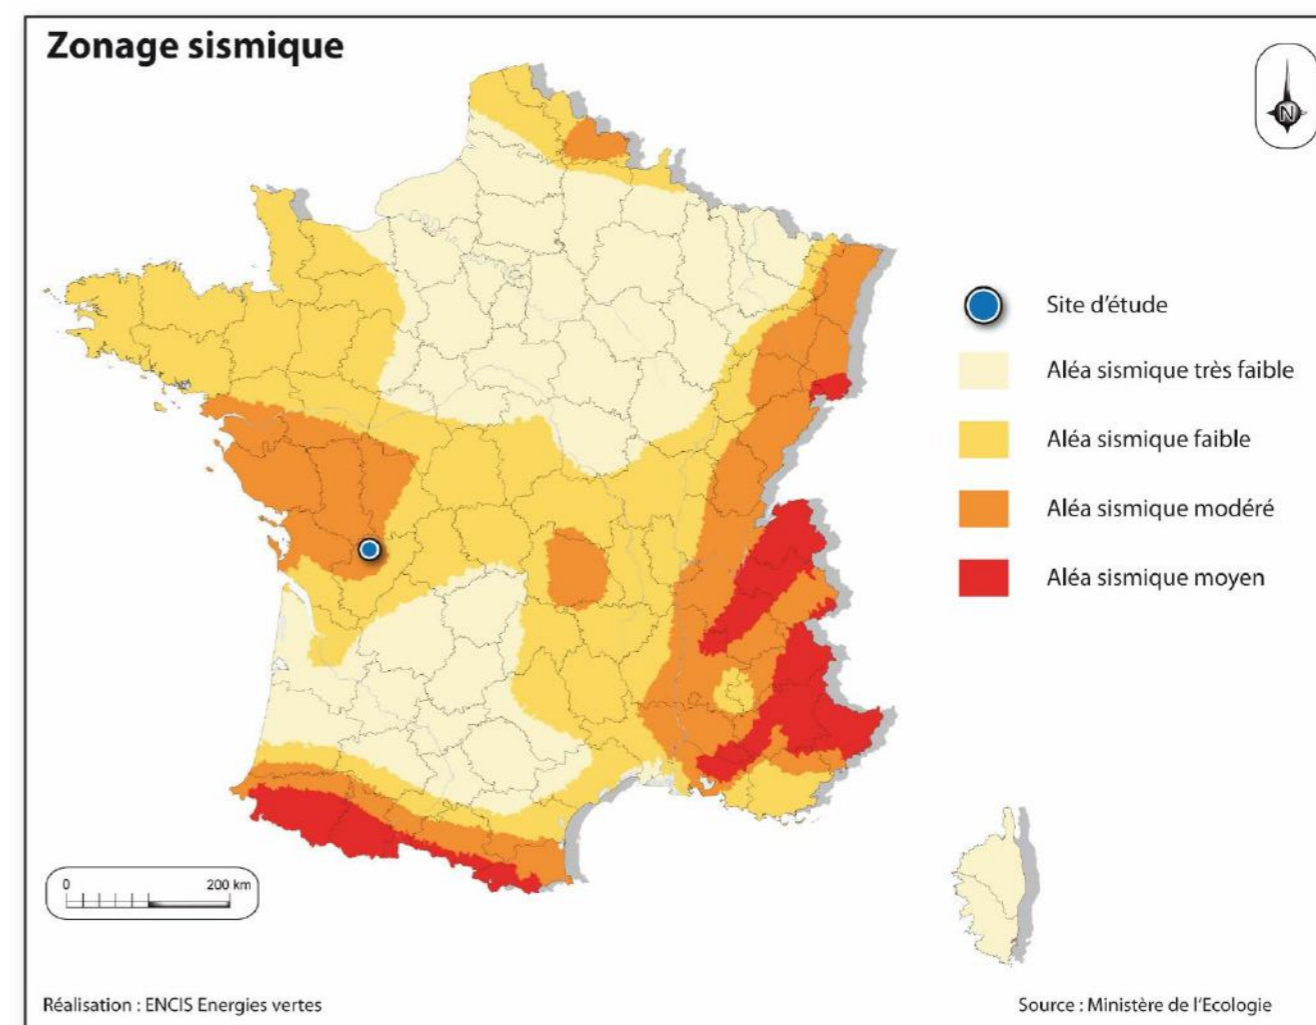 Zonage sismique
N
Site d'étude
Aléa sismique très faible
Aléa sismique faible
Aléa sismique modéré
Aléa sismique moyen
0 200 km
Réalisation : ENCIS Energies vertes
Source : Ministère de l'Ecologie